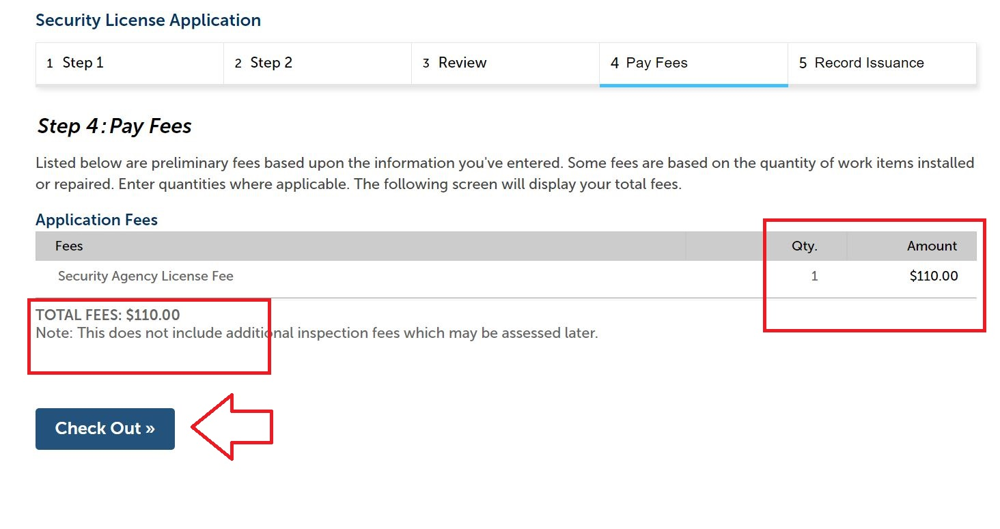 Security License Application
1 Step 1 2 Step 2 3 Review 4 Pay Fees 5 Record Issuance
Step 4: Pay Fees
Listed below are preliminary fees based upon the information you've entered. Some fees are based on the quantity of work items installed
or repaired. Enter quantities where applicable. The following screen will display your total fees.
Application Fees
Fees Qty. Amount
Security Agency License Fee 1 $110.00
TOTAL FEES: $110.00
Note: This does not include additional inspection fees which may be assessed later.
Check Out »